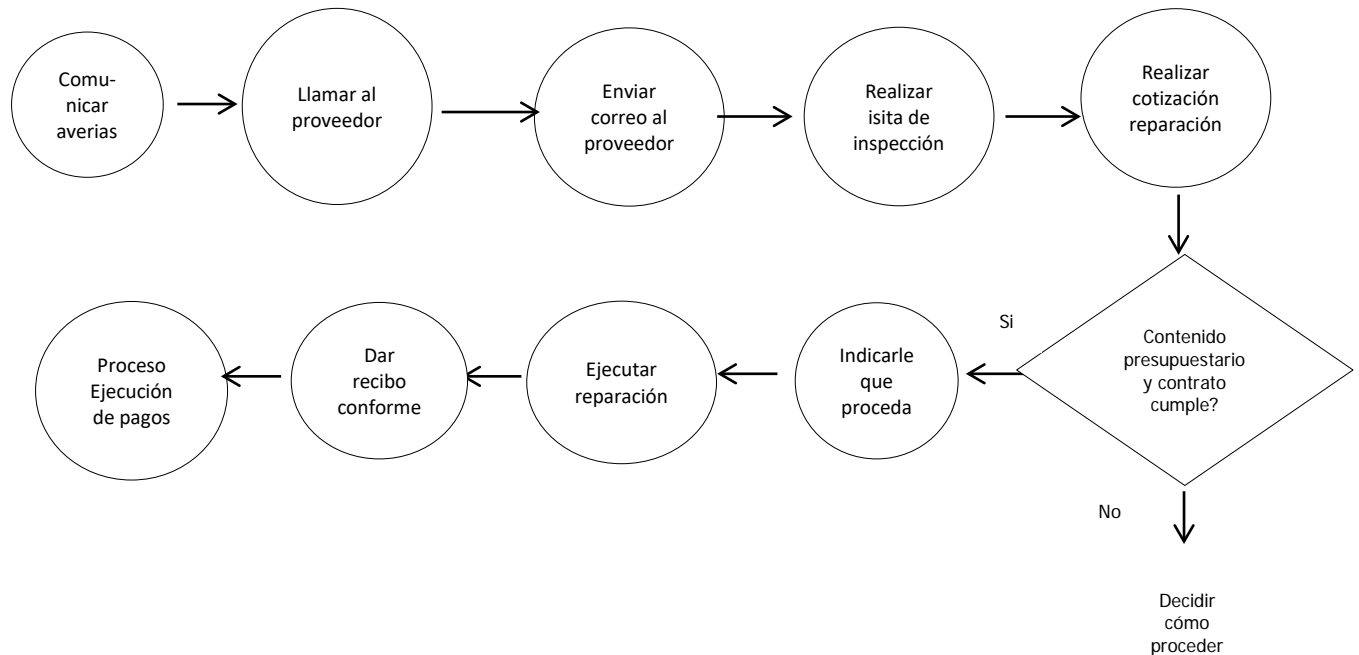 Comu-
nicar
averias
Llamar al
proveedor
Enviar
correo al
proveedor
Realizar
isita de
inspección
Realizar
cotización
reparación
Contenido
presupuestario
y contrato
cumple?
Si
Indicarle
que
proceda
Ejecutar
reparación
Dar
recibo
conforme
Proceso
Ejecución
de pagos
No
Decidir
cómo
proceder